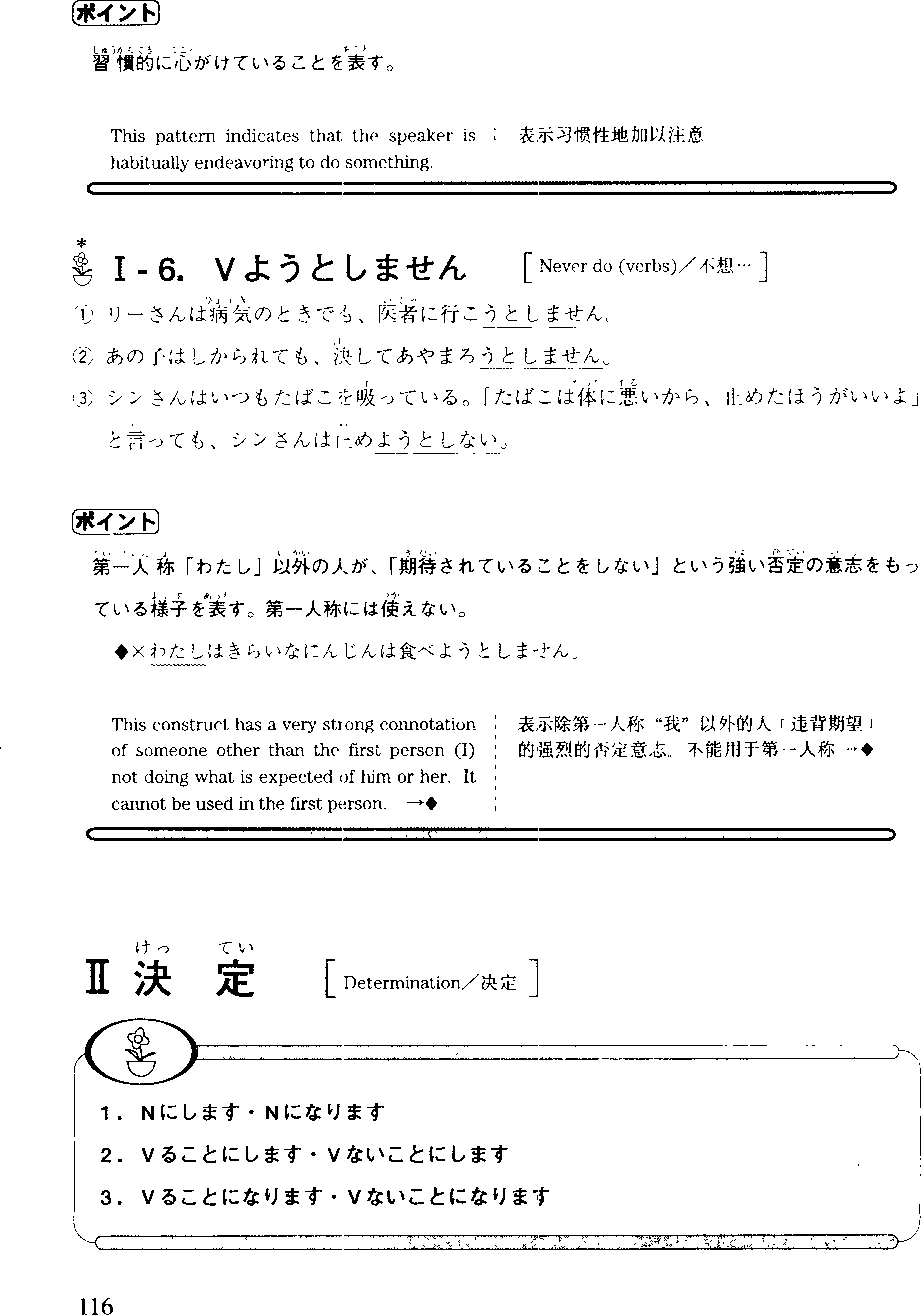 ポイント
習慣的に心がけていることを表す。
This pattern indicates that the speaker is 表示习惯性地加以注意
habitually endeavoring to do something.
*
I-6. Vようとしません [Never do (verbs)／不想…]
① リーさんは病気のときでも、医者に行こうとしません。
② あの子はしかられても、決してあやまろうとしません。
③ シンさんはいつもたばこを吸っている。「たばこは体に悪いから、止めたほうがいいよ」
と言っても、シンさんは止めようとしない。
ポイント
第一人称「わたし」以外の人が、「期待されていることをしない」という強い否定の意志をもっ
ている様子を表す。第一人称には使えない。
◆×わたしはきらいなにんじんは食べようとしません。
This construct has a very strong connotation 表示除第一人称“我”以外的人「违背期望」
of someone other than the first person (I) 的强烈的否定意志。不能用于第一人称 →◆
not doing what is expected of him or her. It
cannot be used in the first person. →◆
けっ てい
II 決 定 [Determination／决定]
1. Nにします・Nになります
2. Vることにします・Vないことにします
3. Vることになります・Vないことになります
116